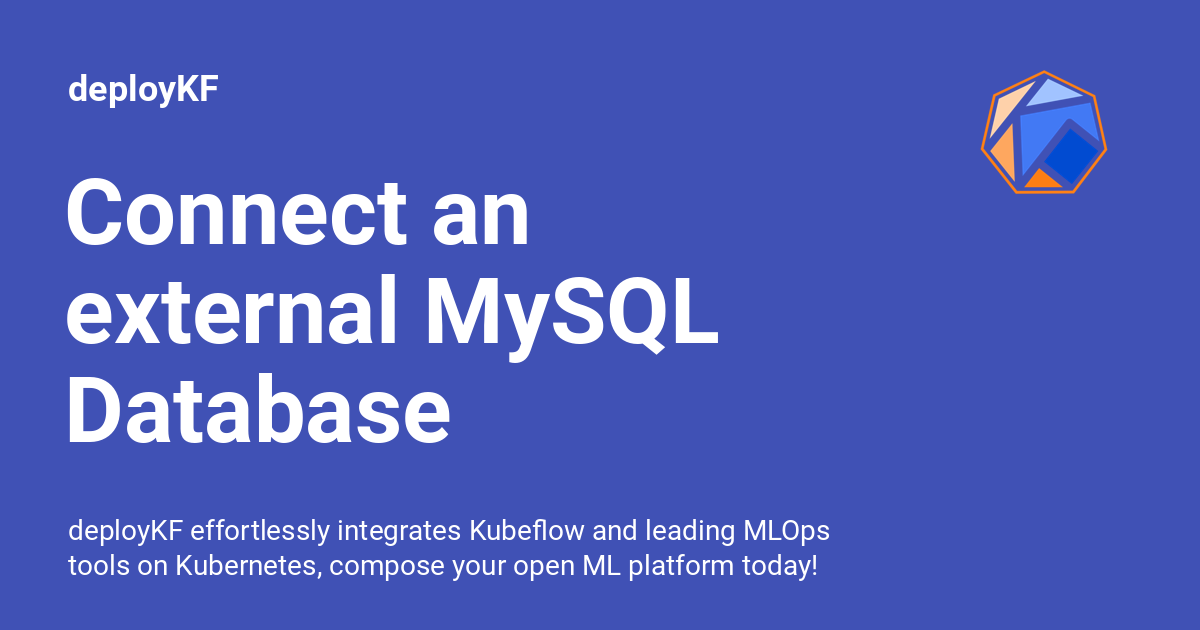 deployKF
Connect an
external MySQL
Database
deployKF effortlessly integrates Kubeflow and leading MLOps
tools on Kubernetes, compose your open ML platform today!